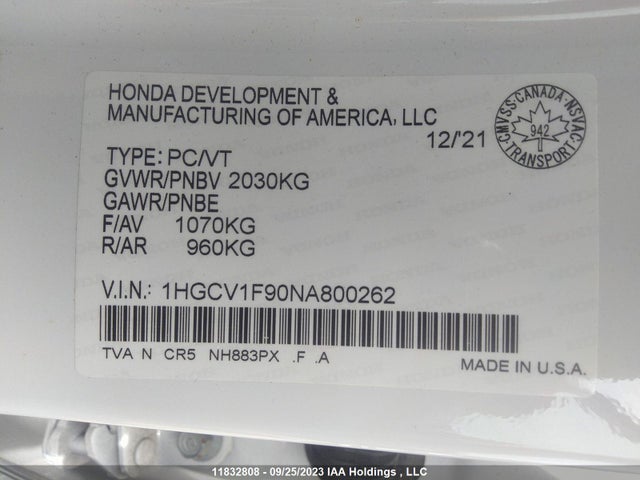 HONDA DEVELOPMENT &
MANUFACTURING OF AMERICA, LLC
12/'21
CMVSS CANADA NSVAC
942
TRANSPORT
TYPE: PC/VT
GVWR/PNBV 2030KG
GAWR/PNBE
F/AV 1070KG
R/AR 960KG
V.I.N.: 1HGCV1F90NA800262
TVA N CR5 NH883PX .F .A
MADE IN U.S.A.
11832808 - 09/25/2023 IAA Holdings , LLC